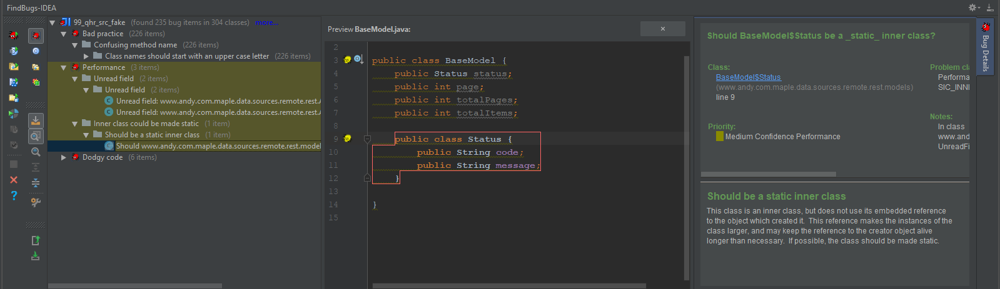 FindBugs-IDEA
99_qhr_src_fake (found 235 bug items in 304 classes) more...
Bad practice (226 items)
Confusing method name (226 items)
Class names should start with an upper case letter (226 items)
Performance (3 items)
Unread field (2 items)
Unread field (2 items)
Unread field: www.andy.com.maple.data.sources.remote.rest.
Unread field: www.andy.com.maple.data.sources.remote.rest.
Inner class could be made static (1 item)
Should be a static inner class (1 item)
Should www.andy.com.maple.data.sources.remote.rest.model
Dodgy code (6 items)
Preview BaseModel.java:
2
3 public class BaseModel {
4 public Status status;
5 public int page;
6 public int totalPages;
7 public int totalItems;
8
9 public class Status {
10 public String code;
11 public String message;
12 }
13
14 }
15
Should BaseModel$Status be a _static_ inner class?
Class:
BaseModel$Status
(www.andy.com.maple.data.sources.remote.rest.models)
line 9
Priority:
Medium Confidence Performance
Problem cla
Performa
SIC_INNE
Notes:
In class
www.and
UnreadFi
Should be a static inner class
This class is an inner class, but does not use its embedded reference
to the object which created it. This reference makes the instances of the
class larger, and may keep the reference to the creator object alive
longer than necessary. If possible, the class should be made static.
Bug Details